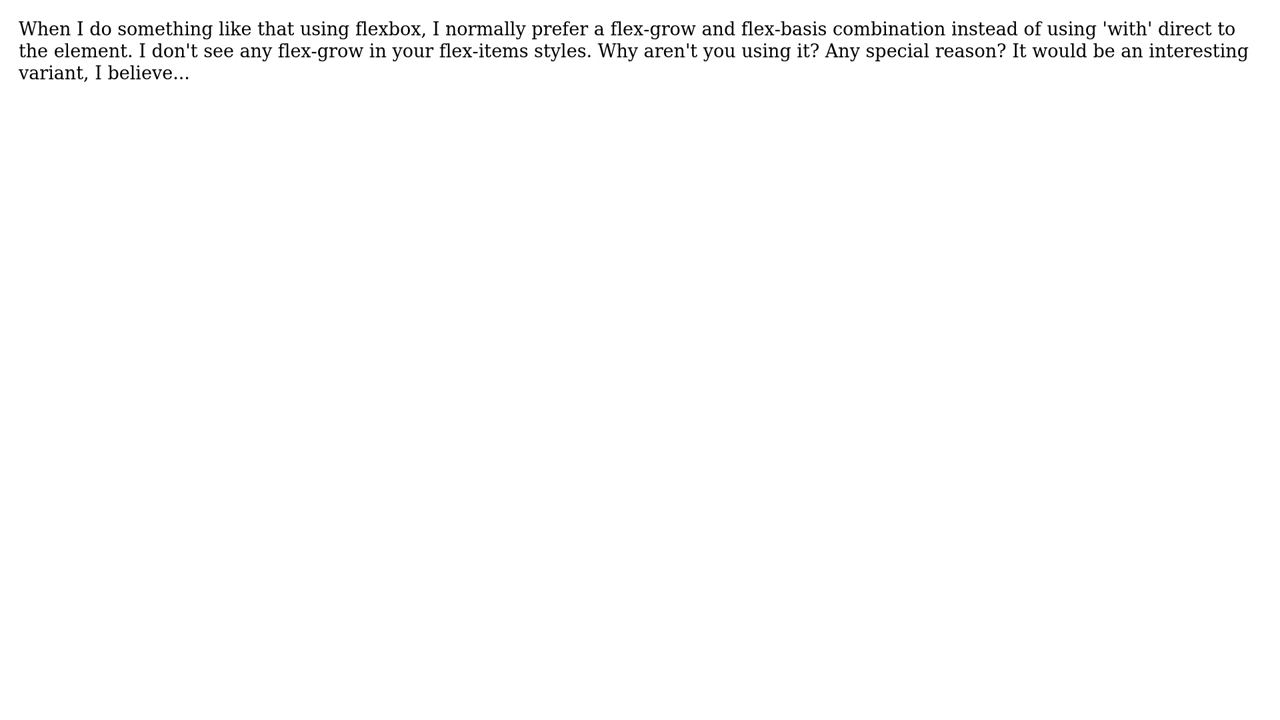 When I do something like that using flexbox, I normally prefer a flex-grow and flex-basis combination instead of using 'with' direct to
the element. I don't see any flex-grow in your flex-items styles. Why aren't you using it? Any special reason? It would be an interesting
variant, I believe...